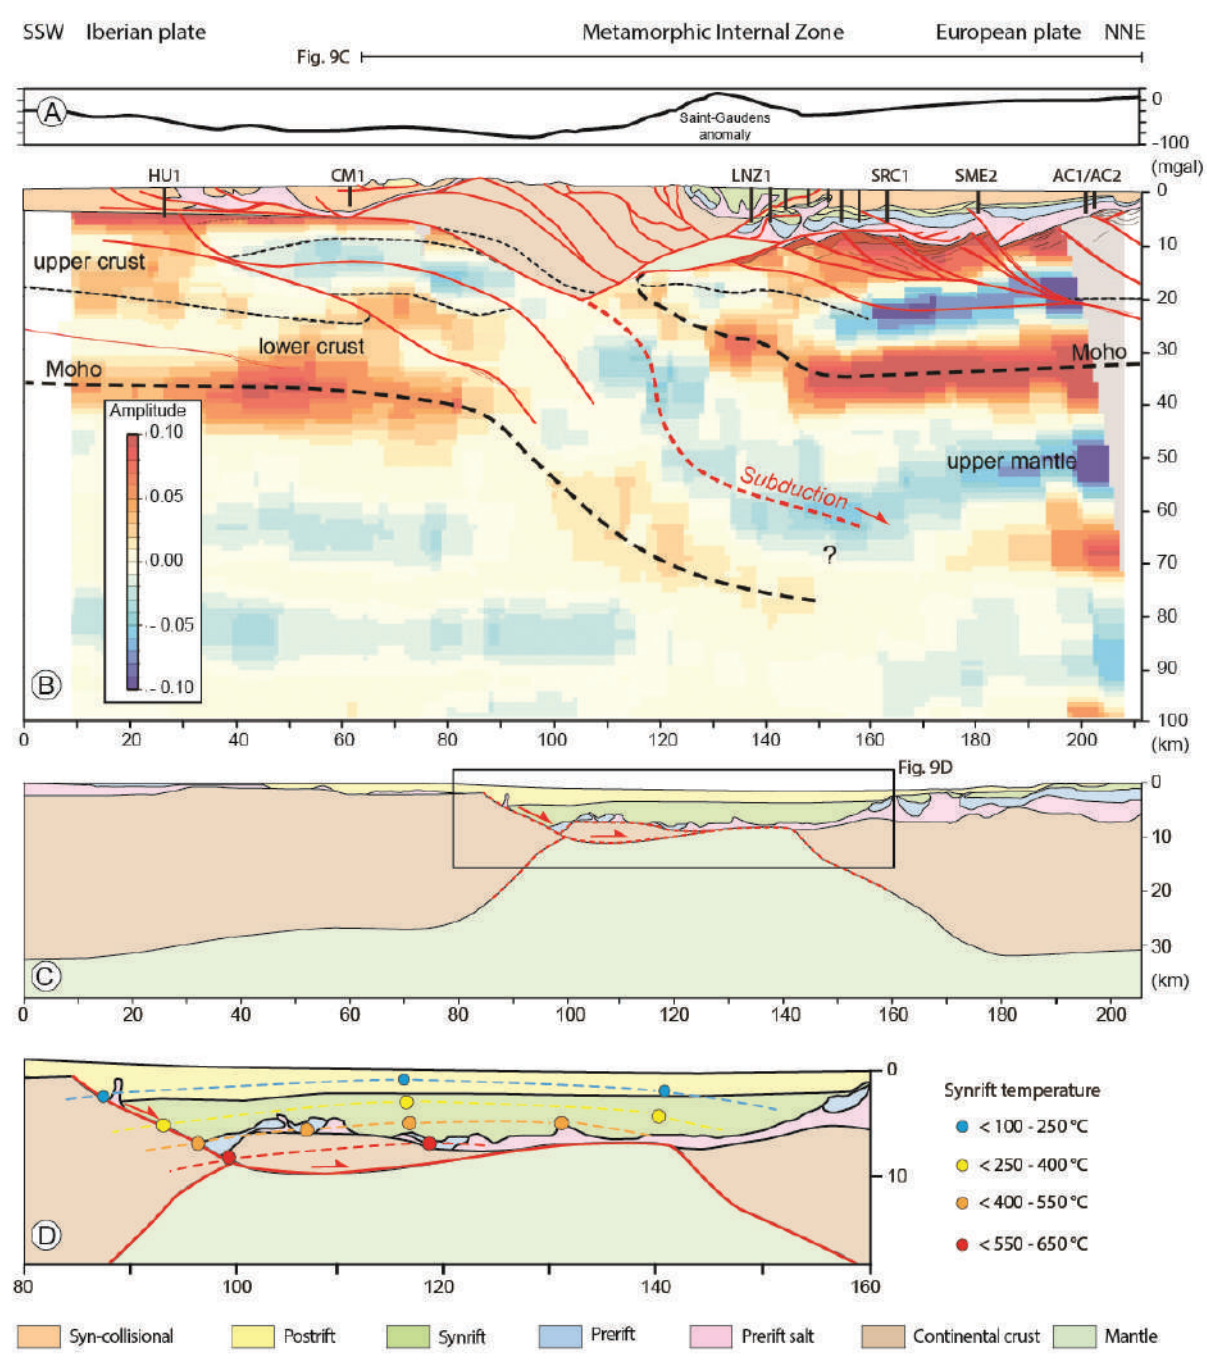 SSW Iberian plate Metamorphic Internal Zone European plate NNE
Fig. 9C
A
Saint-Gaudens
anomaly
0
-100
(mgal)
HU1 CM1 LNZ1 SRC1 SME2 AC1/AC2
0
10
20
30
40
50
60
70
80
90
100
upper crust
lower crust
Moho
Moho
upper mantle
Subduction
?
Amplitude
0.10
0.05
0.00
- 0.05
- 0.10
B
0 20 40 60 80 100 120 140 160 180 200
(km)
Fig. 9D
0
10
20
30
(km)
C
0 20 40 60 80 100 120 140 160 180 200
0
10
D
80 100 120 140 160
Synrift temperature
< 100 - 250 °C
< 250 - 400 °C
< 400 - 550 °C
< 550 - 650 °C
Syn-collisional Postrift Synrift Prerift Prerift salt Continental crust Mantle